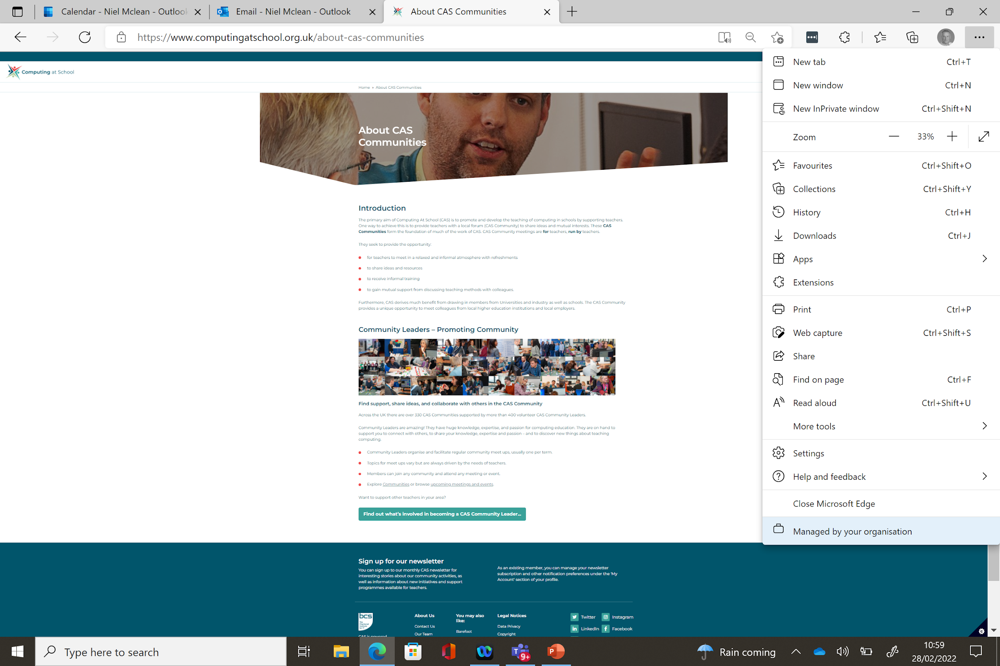 Calendar - Niel Mclean - Outlook
Email - Niel Mclean - Outlook
About CAS Communities
https://www.computingatschool.org.uk/about-cas-communities
Computing at School
Home » About CAS Communities
About CAS
Communities
Introduction
The primary aim of Computing At School (CAS) is to promote and develop the teaching of computing in schools by supporting teachers.
One way to achieve this is to provide teachers with a local forum (CAS Community) to share ideas and mutual interests. These CAS
Communities form the foundation of much of the work of CAS. CAS Community meetings are for teachers, run by teachers.
They seek to provide the opportunity:
for teachers to meet in a relaxed and informal atmosphere with refreshments
to share ideas and resources
to receive informal training
to gain mutual support from discussing teaching methods with colleagues.
Furthermore, CAS derives much benefit from drawing in members from Universities and industry as well as schools. The CAS Community
provides a unique opportunity to meet colleagues from local higher education institutions and local employers.
Community Leaders – Promoting Community
Find support, share ideas, and collaborate with others in the CAS Community
Across the UK there are over 330 CAS Communities supported by more than 400 volunteer CAS Community Leaders.
Community Leaders are amazing! They have huge knowledge, expertise, and passion for computing education. They are on hand to
support you to connect with others, to share your knowledge, expertise and passion – and to discover new things about teaching
computing.
Community Leaders organise and facilitate regular community meet ups, usually one per term.
Topics for meet ups vary but are always driven by the needs of teachers.
Members can join any community and attend any meeting or event.
Explore Communities or browse upcoming meetings and events.
Want to support other teachers in your area?
Find out what's involved in becoming a CAS Community Leader...
Sign up for our newsletter
You can sign up to our monthly CAS newsletter for
interesting stories about our community activities, as
well as information about new initiatives and support
programmes available for teachers.
As an existing member, you can manage your newsletter
subscription and other notification preferences under the 'My
Account' section of your profile.
bcs
The
Chartered
Institute
for IT
CAS is powered
About Us
Contact Us
Our Team
You may also
like:
Barefoot
Legal Notices
Data Privacy
Copyright
Twitter
Instagram
LinkedIn
Facebook
New tab Ctrl+T
New window Ctrl+N
New InPrivate window Ctrl+Shift+N
Zoom — 33% +
Favourites Ctrl+Shift+O
Collections Ctrl+Shift+Y
History Ctrl+H
Downloads Ctrl+J
Apps
Extensions
Print Ctrl+P
Web capture Ctrl+Shift+S
Share
Find on page Ctrl+F
Read aloud Ctrl+Shift+U
More tools
Settings
Help and feedback
Close Microsoft Edge
Managed by your organisation
Type here to search
9+
Rain coming
10:59
28/02/2022